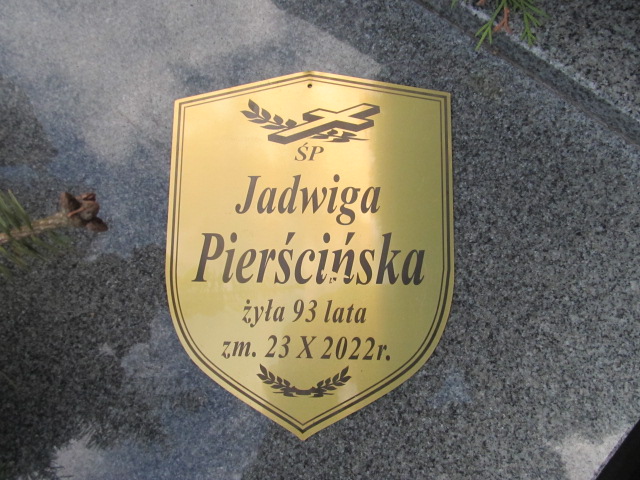 ŚP
Jadwiga
Pierścińska
żyła 93 lata
zm. 23 X 2022r.